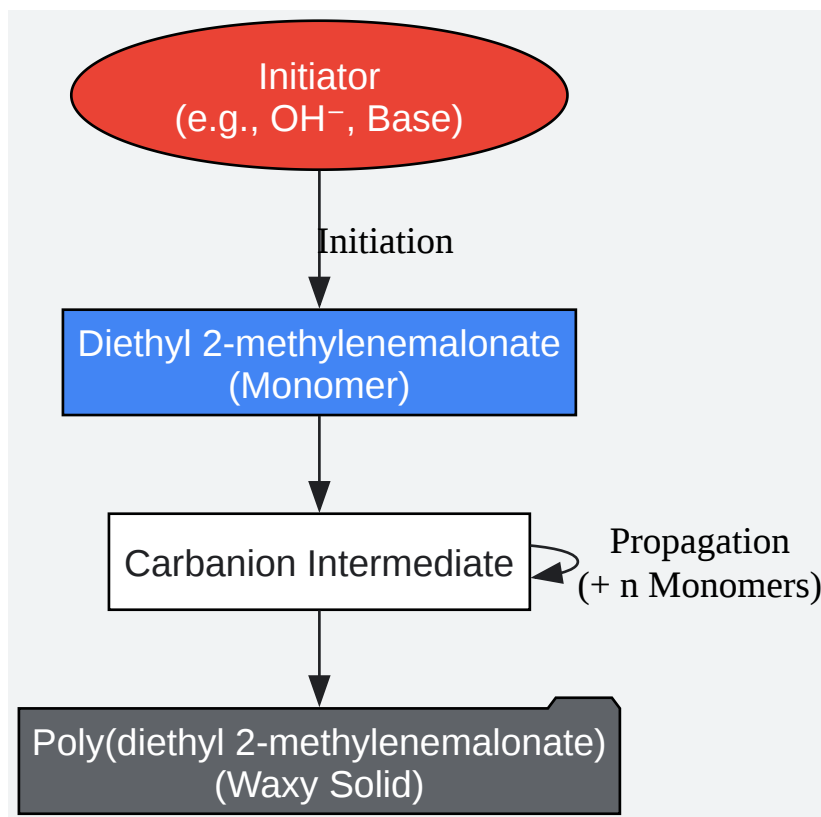 Initiator
(e.g., OH⁻, Base)
Initiation
Diethyl 2-methylenemalonate
(Monomer)
Carbanion Intermediate
Propagation
(+ n Monomers)
Poly(diethyl 2-methylenemalonate)
(Waxy Solid)